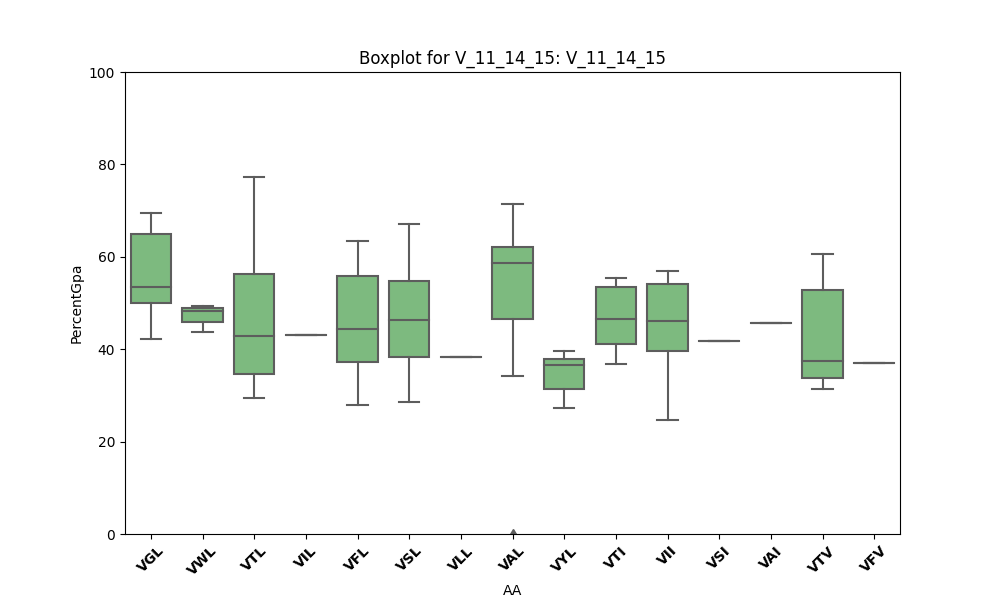 Boxplot for V_11_14_15: V_11_14_15
100
80
60
40
20
0
PercentGpa
VGL VWL VTL VIL VFL VSL VLL VAL VYL VTI VII VSI VAI VTV VFV
AA